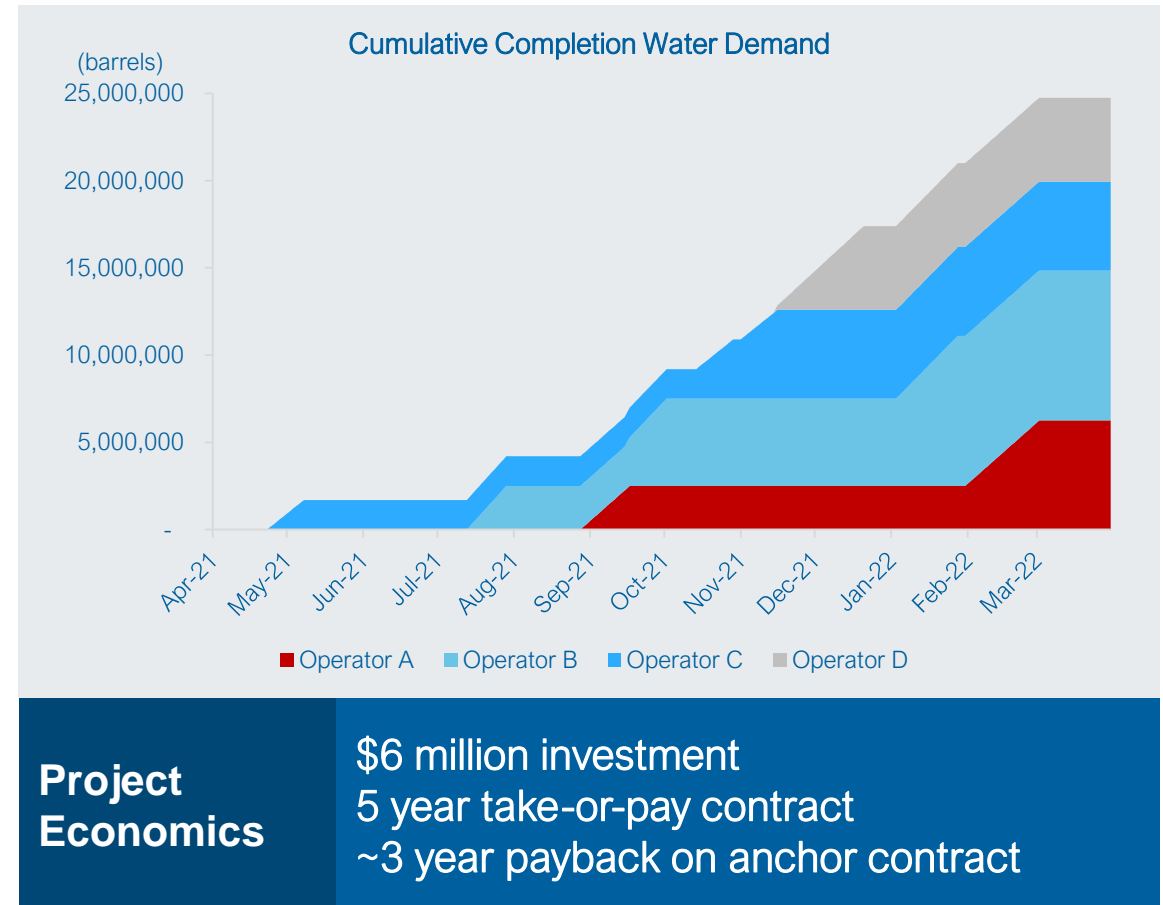 Cumulative Completion Water Demand
(barrels)
25,000,000
20,000,000
15,000,000
10,000,000
5,000,000
-
Apr-21
May-21
Jun-21
Jul-21
Aug-21
Sep-21
Oct-21
Nov-21
Dec-21
Jan-22
Feb-22
Mar-22
Operator A
Operator B
Operator C
Operator D
Project
Economics
$6 million investment
5 year take-or-pay contract
~3 year payback on anchor contract